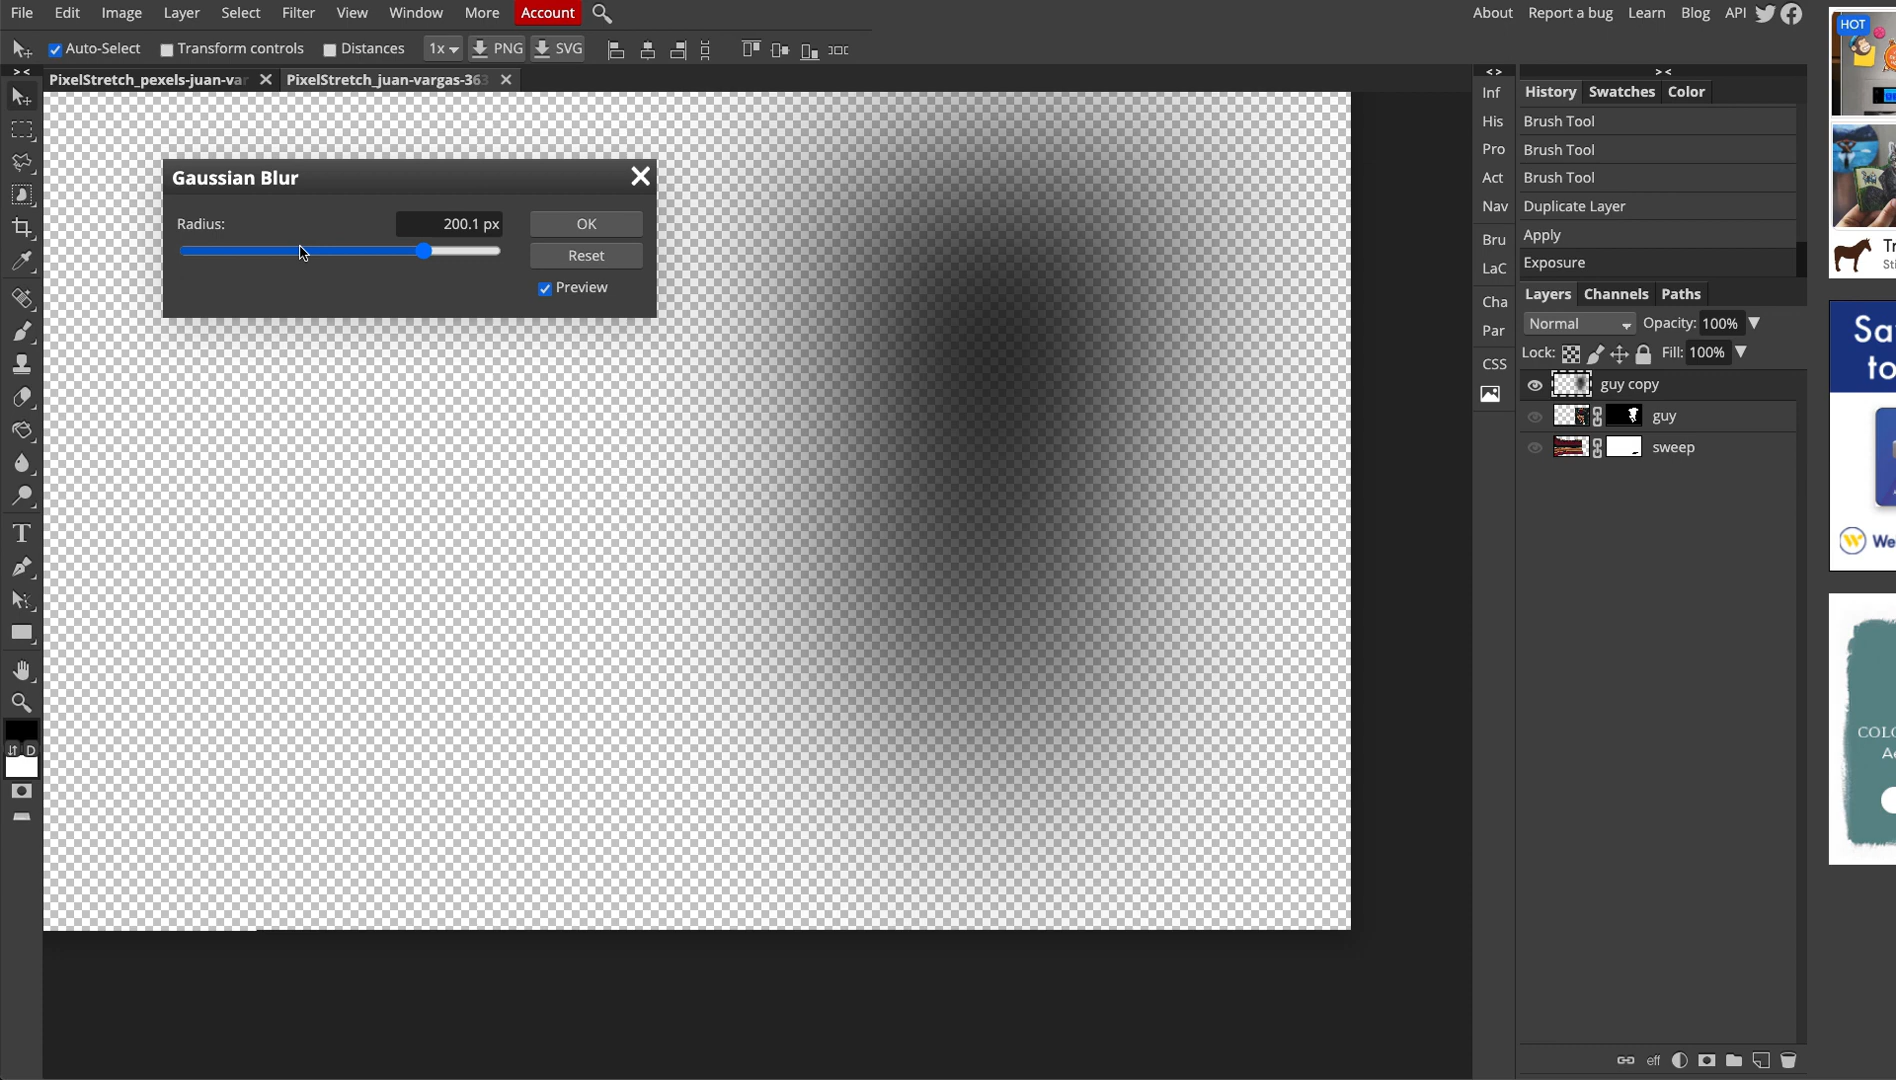 File Edit Image Layer Select Filter View Window More Account
About Report a bug Learn Blog API
Auto-Select Transform controls Distances 1x PNG SVG
> <
PixelStretch_pexels-juan-var
PixelStretch_juan-vargas-363
< >
> <
Gaussian Blur
Radius: 200.1 px
OK
Reset
Preview
Inf
His
Pro
Act
Nav
Bru
LaC
Cha
Par
CSS
History Swatches Color
Brush Tool
Brush Tool
Brush Tool
Duplicate Layer
Apply
Exposure
Layers Channels Paths
Normal Opacity: 100%
Lock: Fill: 100%
guy copy
guy
sweep
eff
T
D
HOT